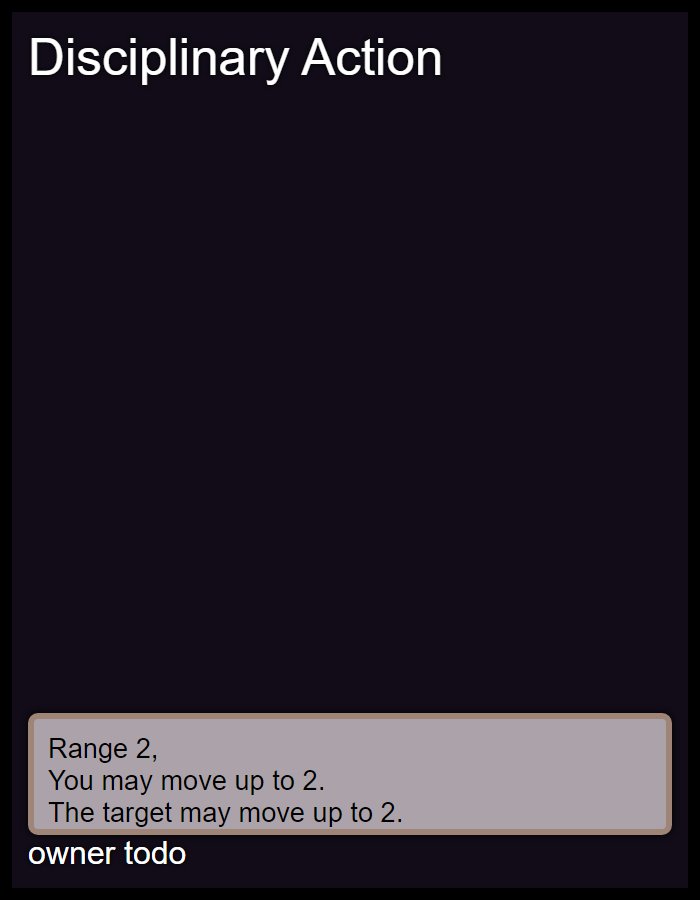 Disciplinary Action
Range 2,
You may move up to 2.
The target may move up to 2.
owner todo